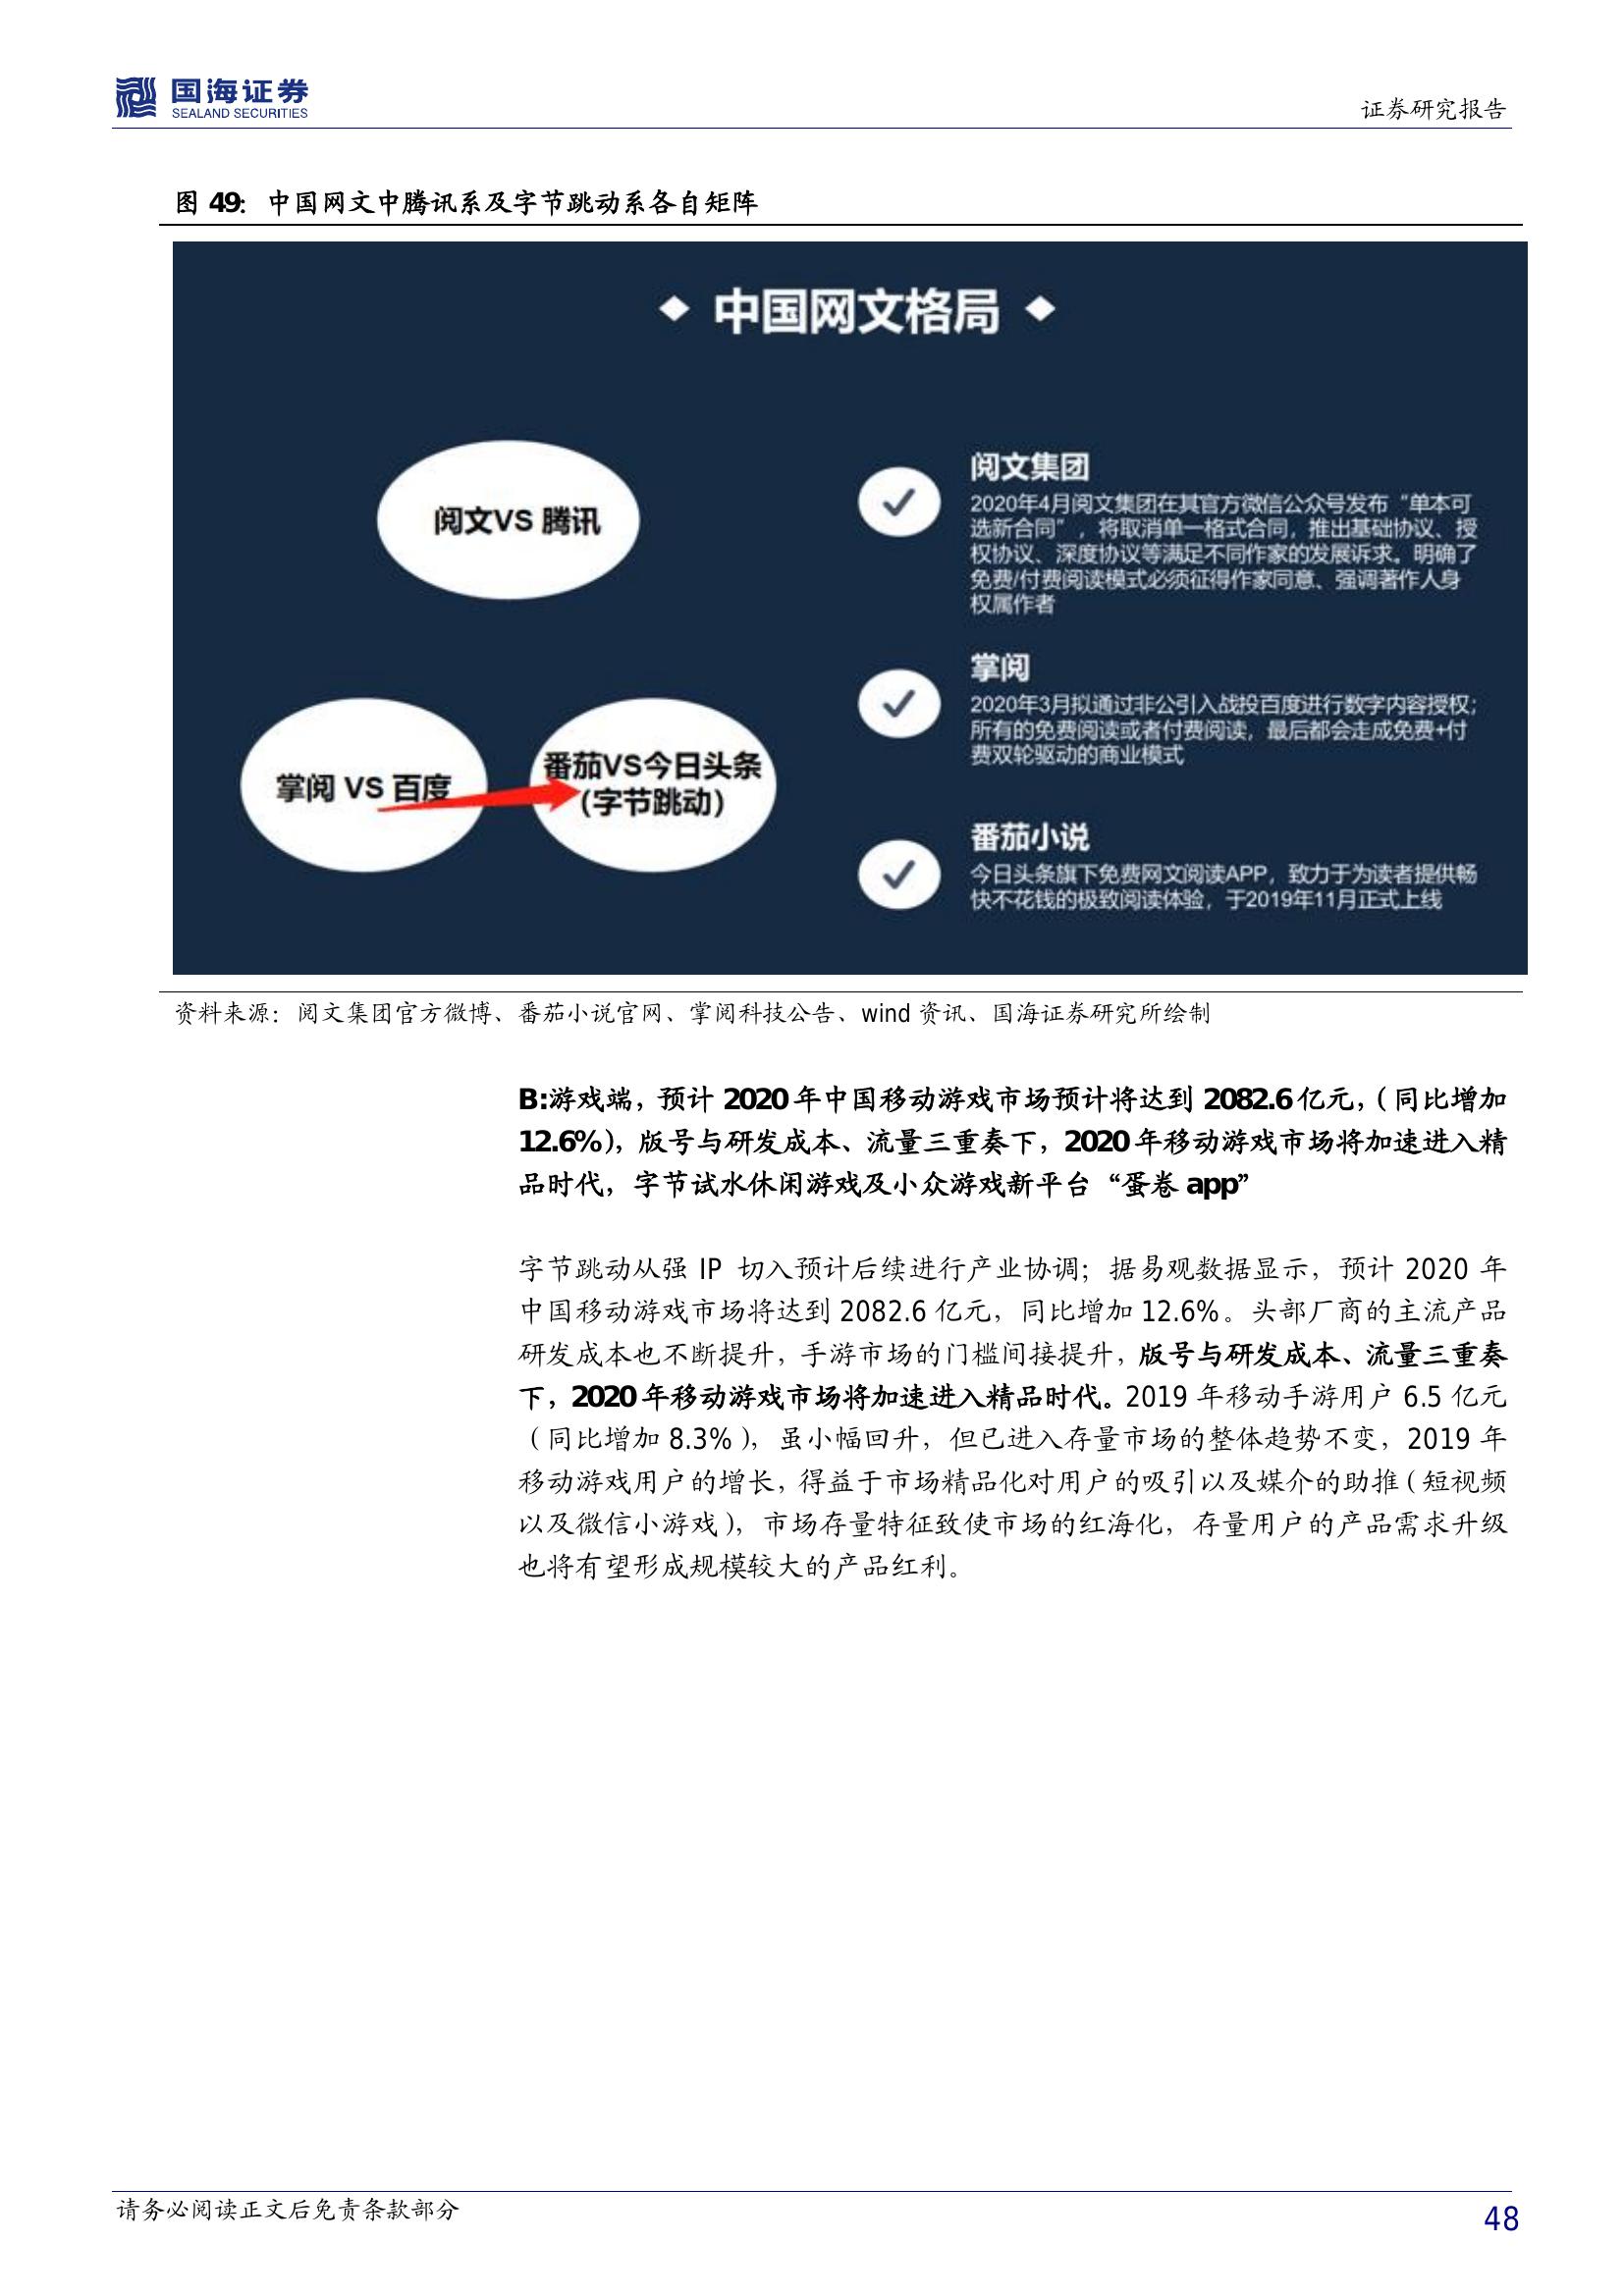 国海证券
SEALAND SECURITIES
证券研究报告
图 49：中国网文中腾讯系及字节跳动系各自矩阵
中国网文格局
阅文VS 腾讯
掌阅 VS 百度
番茄VS今日头条
（字节跳动）
阅文集团
2020年4月阅文集团在其官方微信公众号发布“单本可
选新合同”，将取消单一格式合同，推出基础协议、授
权协议、深度协议等满足不同作家的发展诉求。明确了
免费/付费阅读模式必须征得作家同意、强调著作人身
权属作者
掌阅
2020年3月拟通过非公引入战投百度进行数字内容授权；
所有的免费阅读或者付费阅读，最后都会走成免费+付
费双轮驱动的商业模式
番茄小说
今日头条旗下免费网文阅读APP，致力于为读者提供畅
快不花钱的极致阅读体验，于2019年11月正式上线
资料来源：阅文集团官方微博、番茄小说官网、掌阅科技公告、wind 资讯、国海证券研究所绘制
B:游戏端，预计 2020 年中国移动游戏市场预计将达到 2082.6 亿元，（同比增加
12.6%），版号与研发成本、流量三重奏下，2020 年移动游戏市场将加速进入精
品时代，字节试水休闲游戏及小众游戏新平台“蛋卷 app”
字节跳动从强 IP 切入预计后续进行产业协调；据易观数据显示，预计 2020 年
中国移动游戏市场将达到 2082.6 亿元，同比增加 12.6%。头部厂商的主流产品
研发成本也不断提升，手游市场的门槛间接提升，版号与研发成本、流量三重奏
下，2020 年移动游戏市场将加速进入精品时代。2019 年移动手游用户 6.5 亿元
（同比增加 8.3%），虽小幅回升，但已进入存量市场的整体趋势不变，2019 年
移动游戏用户的增长，得益于市场精品化对用户的吸引以及媒介的助推（短视频
以及微信小游戏），市场存量特征致使市场的红海化，存量用户的产品需求升级
也将有望形成规模较大的产品红利。
请务必阅读正文后免责条款部分
48